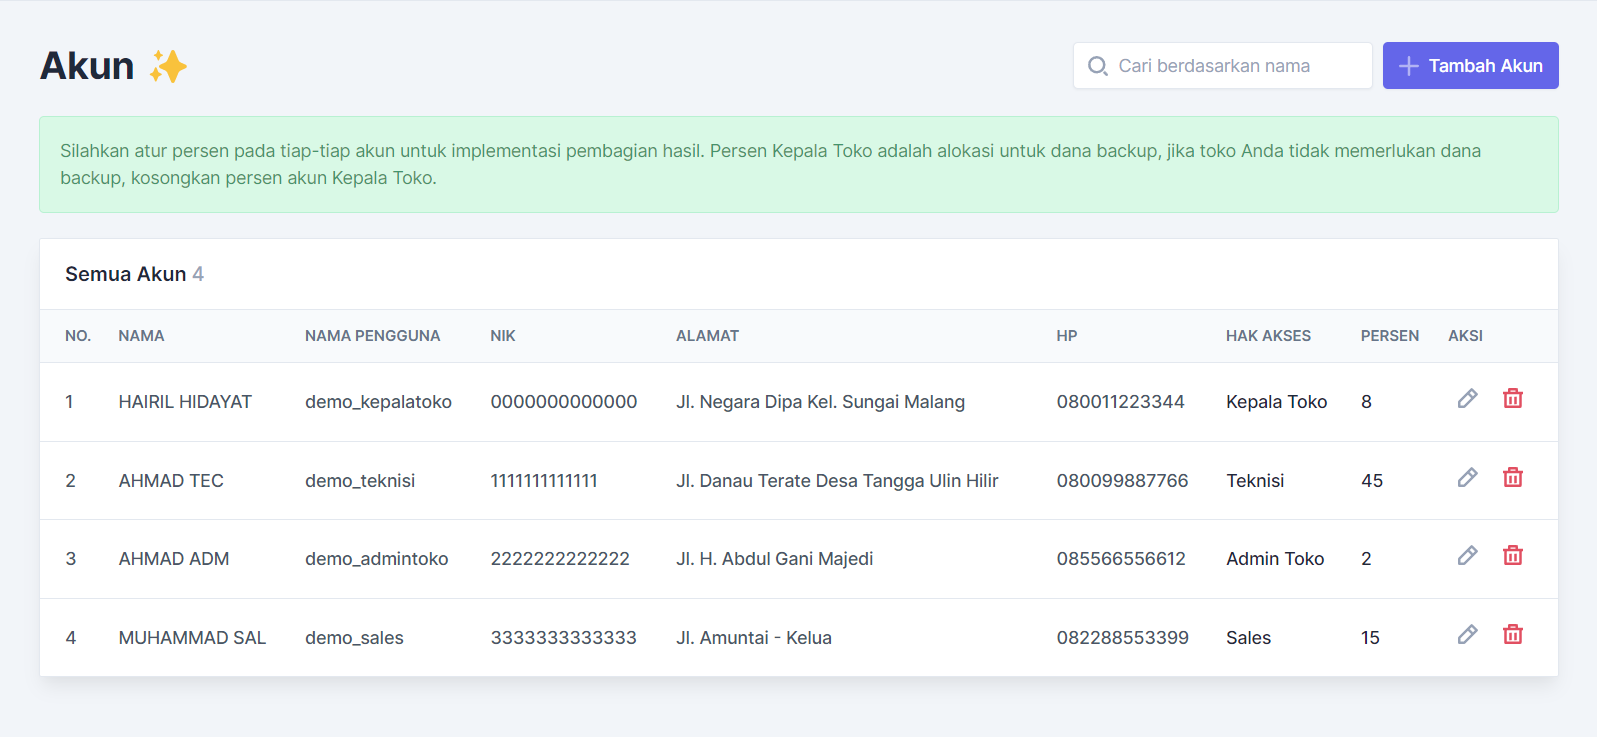 Akun ✨
Cari berdasarkan nama
Tambah Akun
Silahkan atur persen pada tiap-tiap akun untuk implementasi pembagian hasil. Persen Kepala Toko adalah alokasi untuk dana backup, jika toko Anda tidak memerlukan dana
backup, kosongkan persen akun Kepala Toko.
Semua Akun 4
NO. NAMA NAMA PENGGUNA NIK ALAMAT HP HAK AKSES PERSEN AKSI
1 HAIRIL HIDAYAT demo_kepalatoko 0000000000000 Jl. Negara Dipa Kel. Sungai Malang 080011223344 Kepala Toko 8
2 AHMAD TEC demo_teknisi 1111111111111 Jl. Danau Terate Desa Tangga Ulin Hilir 080099887766 Teknisi 45
3 AHMAD ADM demo_admintoko 2222222222222 Jl. H. Abdul Gani Majedi 085566556612 Admin Toko 2
4 MUHAMMAD SAL demo_sales 3333333333333 Jl. Amuntai - Kelua 082288553399 Sales 15